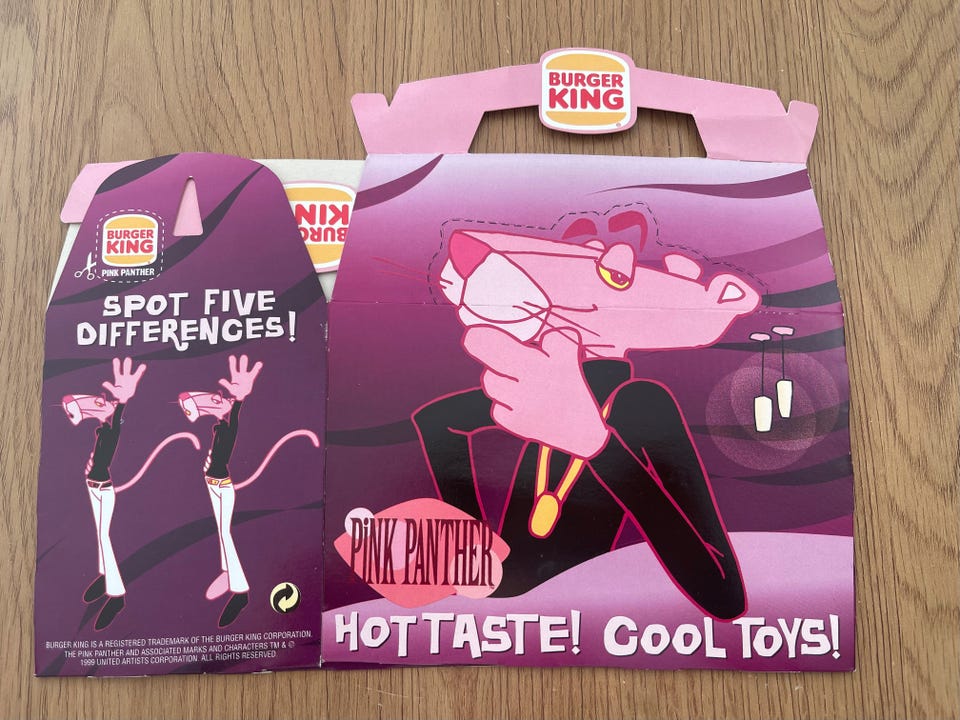 BURGER
KING
®
BURGER
KING
BURGER
KING
PINK PANTHER
SPOT FIVE
DIFFERENCES!
PINK PANTHER
HOT TASTE! COOL TOYS!
BURGER KING IS A REGISTERED TRADEMARK OF THE BURGER KING CORPORATION.
THE PINK PANTHER AND ASSOCIATED MARKS AND CHARACTERS TM & ©
1999 UNITED ARTISTS CORPORATION. ALL RIGHTS RESERVED.